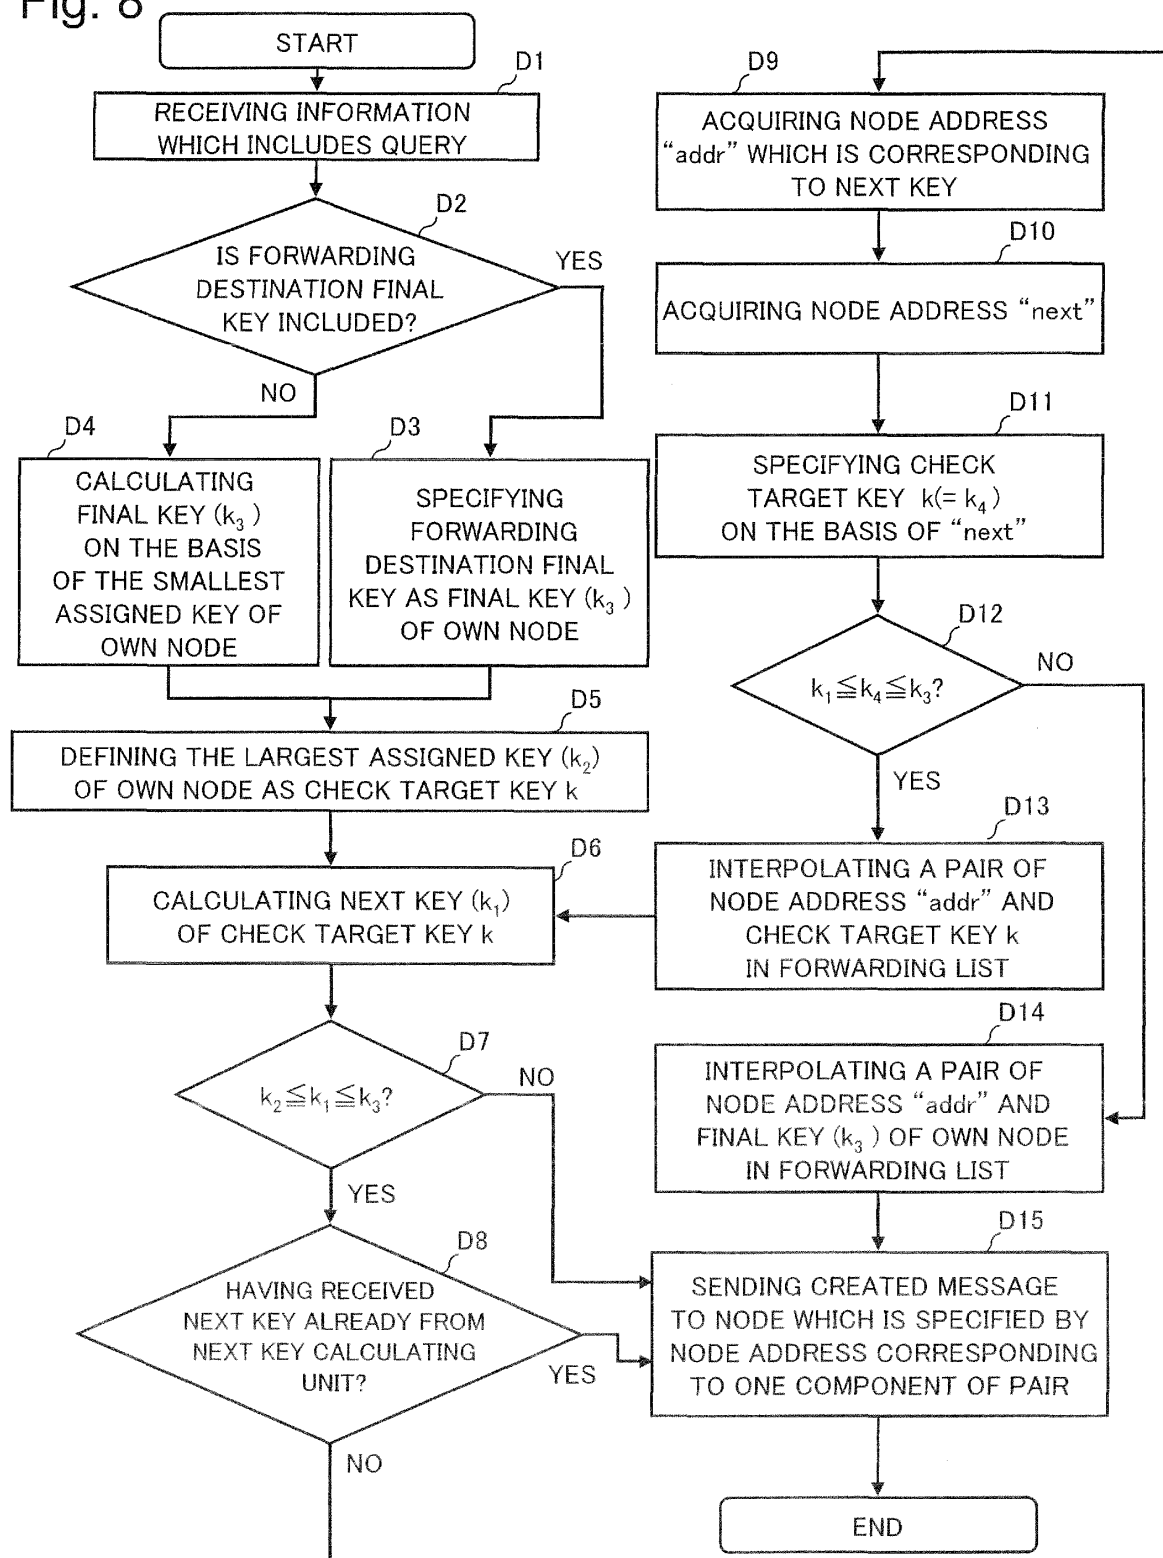 Fig. 8
START
D1
RECEIVING INFORMATION
WHICH INCLUDES QUERY
D2
IS FORWARDING
DESTINATION FINAL
KEY INCLUDED?
YES
NO
D4
CALCULATING
FINAL KEY (k3)
ON THE BASIS
OF THE SMALLEST
ASSIGNED KEY OF
OWN NODE
D3
SPECIFYING
FORWARDING
DESTINATION FINAL
KEY AS FINAL KEY (k3)
OF OWN NODE
D5
DEFINING THE LARGEST ASSIGNED KEY (k2)
OF OWN NODE AS CHECK TARGET KEY k
D6
CALCULATING NEXT KEY (k1)
OF CHECK TARGET KEY k
D7
k2≦k1≦k3?
NO
YES
D8
HAVING RECEIVED
NEXT KEY ALREADY FROM
NEXT KEY CALCULATING
UNIT?
YES
NO
D9
ACQUIRING NODE ADDRESS
“addr” WHICH IS CORRESPONDING
TO NEXT KEY
D10
ACQUIRING NODE ADDRESS “next”
D11
SPECIFYING CHECK
TARGET KEY k(= k4)
ON THE BASIS OF “next”
D12
k1≦k4≦k3?
NO
YES
D13
INTERPOLATING A PAIR OF
NODE ADDRESS “addr” AND
CHECK TARGET KEY k
IN FORWARDING LIST
D14
INTERPOLATING A PAIR OF
NODE ADDRESS “addr” AND
FINAL KEY (k3 ) OF OWN NODE
IN FORWARDING LIST
D15
SENDING CREATED MESSAGE
TO NODE WHICH IS SPECIFIED BY
NODE ADDRESS CORRESPONDING
TO ONE COMPONENT OF PAIR
END